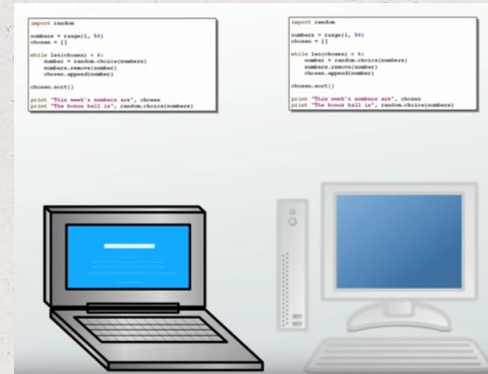 import random
numbers = range(1, 50)
chosen = []
while len(chosen) < 6:
number = random.choice(numbers)
numbers.remove(number)
chosen.append(number)
chosen.sort()
print "This week's numbers are", chosen
print "The bonus ball is", random.choice(numbers)
import random
numbers = range(1, 50)
chosen = []
while len(chosen) < 6:
number = random.choice(numbers)
numbers.remove(number)
chosen.append(number)
chosen.sort()
print "This week's numbers are", chosen
print "The bonus ball is", random.choice(numbers)